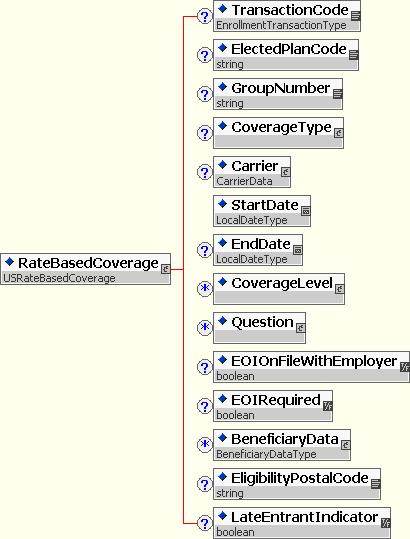 ? TransactionCode
EnrollmentTransactionType
? ElectedPlanCode
string
? GroupNumber
string
? CoverageType
? Carrier
CarrierData
StartDate
LocalDateType
? EndDate
LocalDateType
RateBasedCoverage
USRateBasedCoverage
* CoverageLevel
* Question
? EOIOnFileWithEmployer
boolean
? EOIRequired
boolean
* BeneficiaryData
BeneficiaryDataType
? EligibilityPostalCode
string
? LateEntrantIndicator
boolean